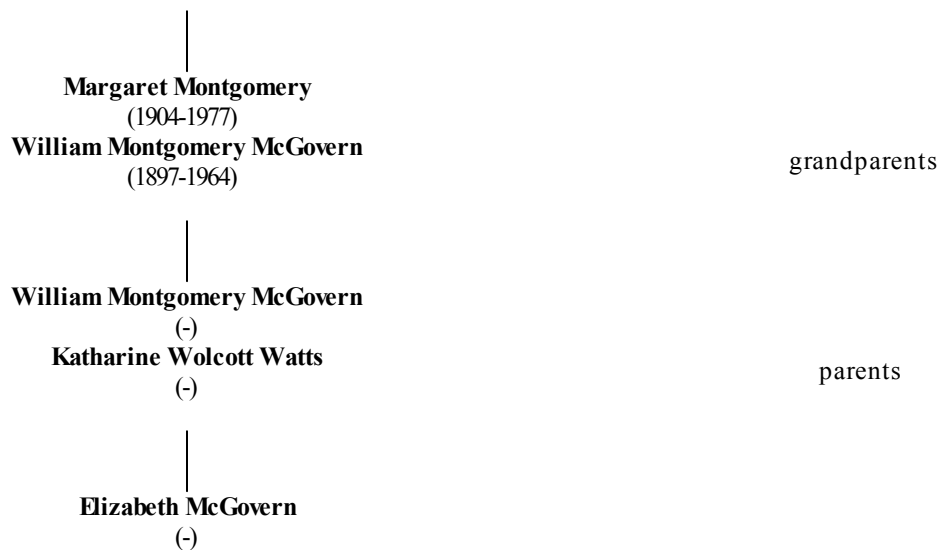 Margaret Montgomery
(1904-1977)
William Montgomery McGovern
(1897-1964)
grandparents
William Montgomery McGovern
(-)
Katharine Wolcott Watts
(-)
parents
Elizabeth McGovern
(-)